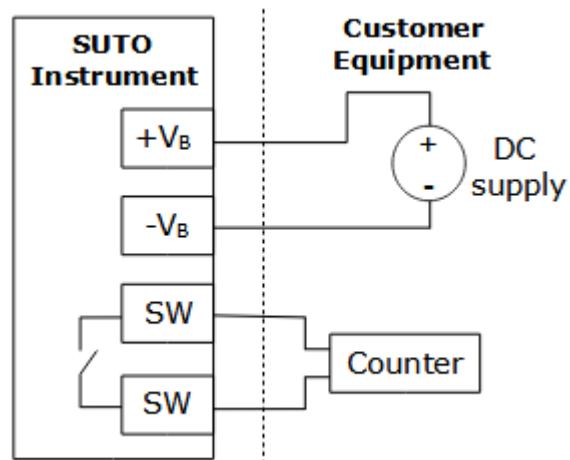 SUTO
Instrument
Customer
Equipment
+VB
+
-
DC
supply
-VB
SW
Counter
SW